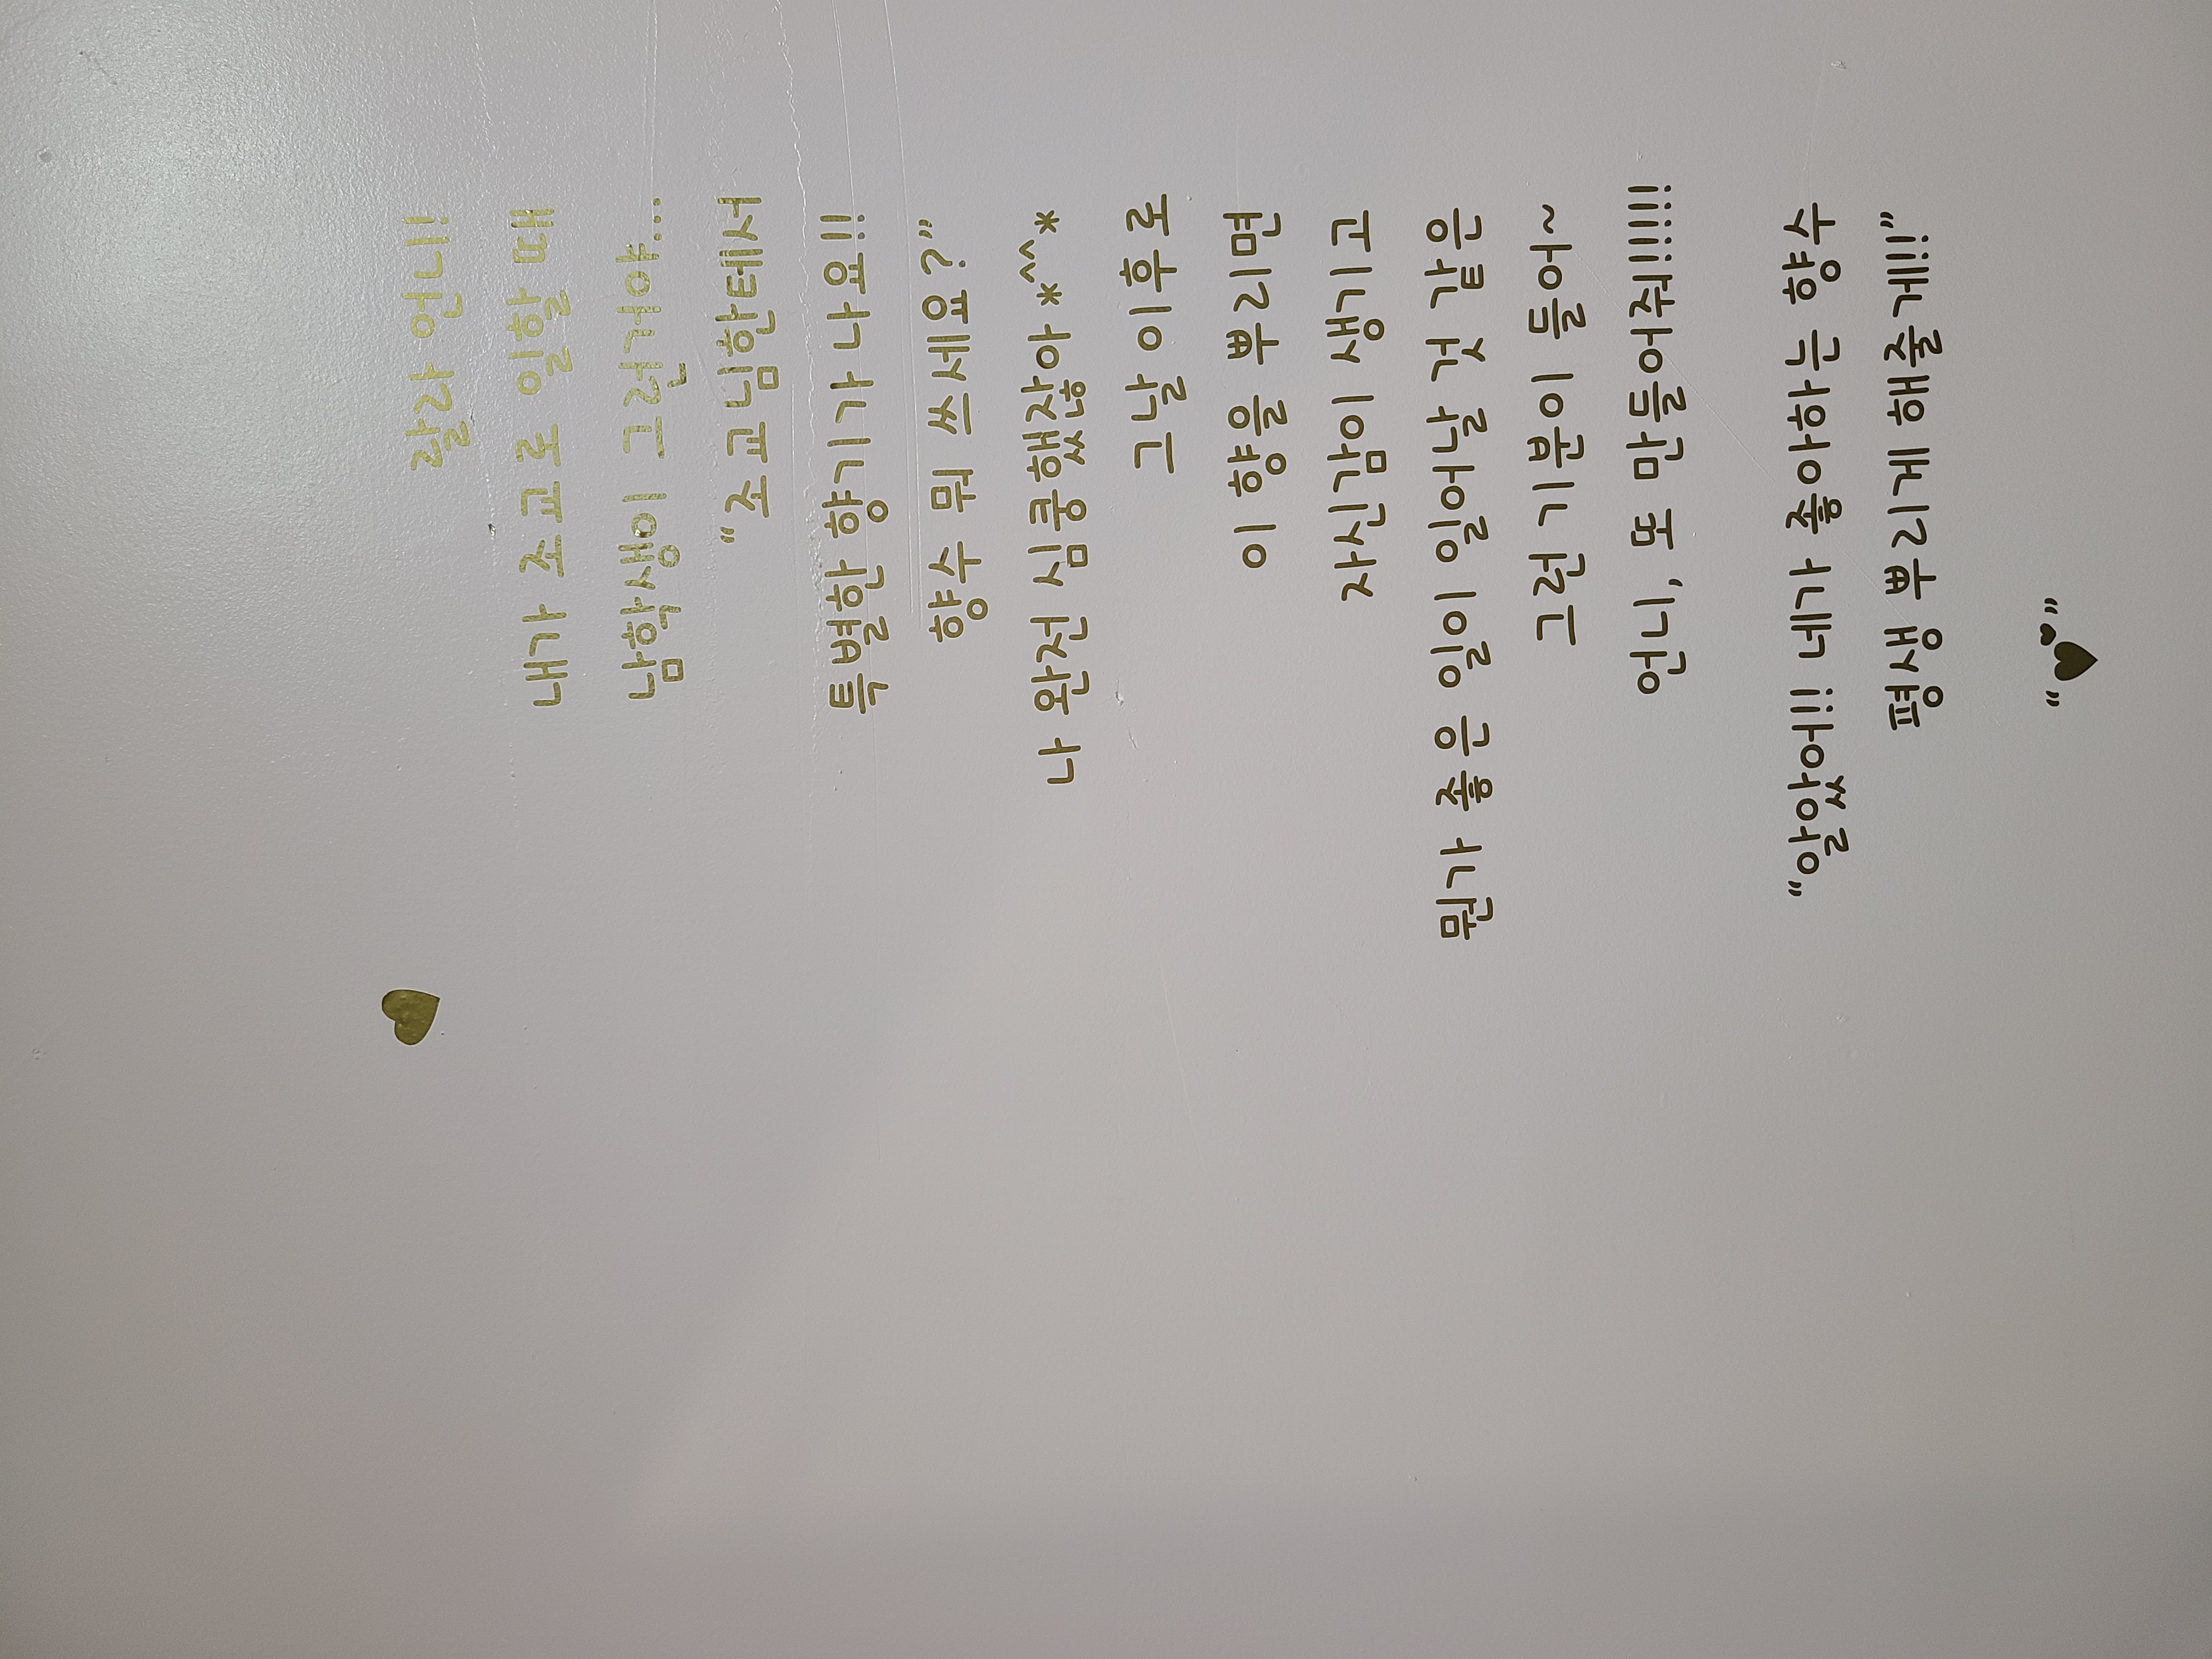 랄라 언니!
내가 조교로 일할 때
남학생이 그런거야...
“조교님한테서
특별한 향기가 나요!!
향수 뭐 쓰세요?”
나 완전 심쿵했잖아 *^^*
그날 이후로
이 향을 뿌리면
자신감이 생기고
뭔가 좋은 일이 일어날 것 같은
그런 기분이 들어~
언니, 또 만들어줘!!!!!
“알았어!! 네가 좋아하는 향수
평생 뿌리게 해줄게!!”
“♥♥”